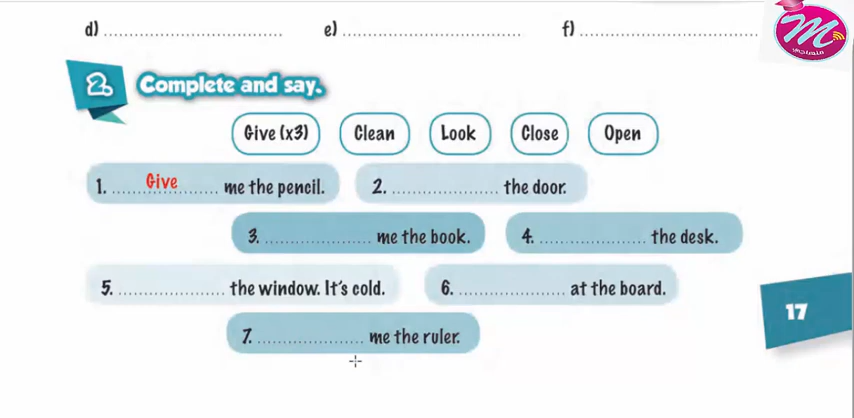 d) .................................... e) .................................... f) ....................................
2. Complete and say.
Give (x3) Clean Look Close Open
1. ........Give........ me the pencil. 2. ..................... the door.
3. ..................... me the book. 4. ..................... the desk.
5. ..................... the window. It's cold. 6. ..................... at the board.
17
7. ..................... me the ruler.